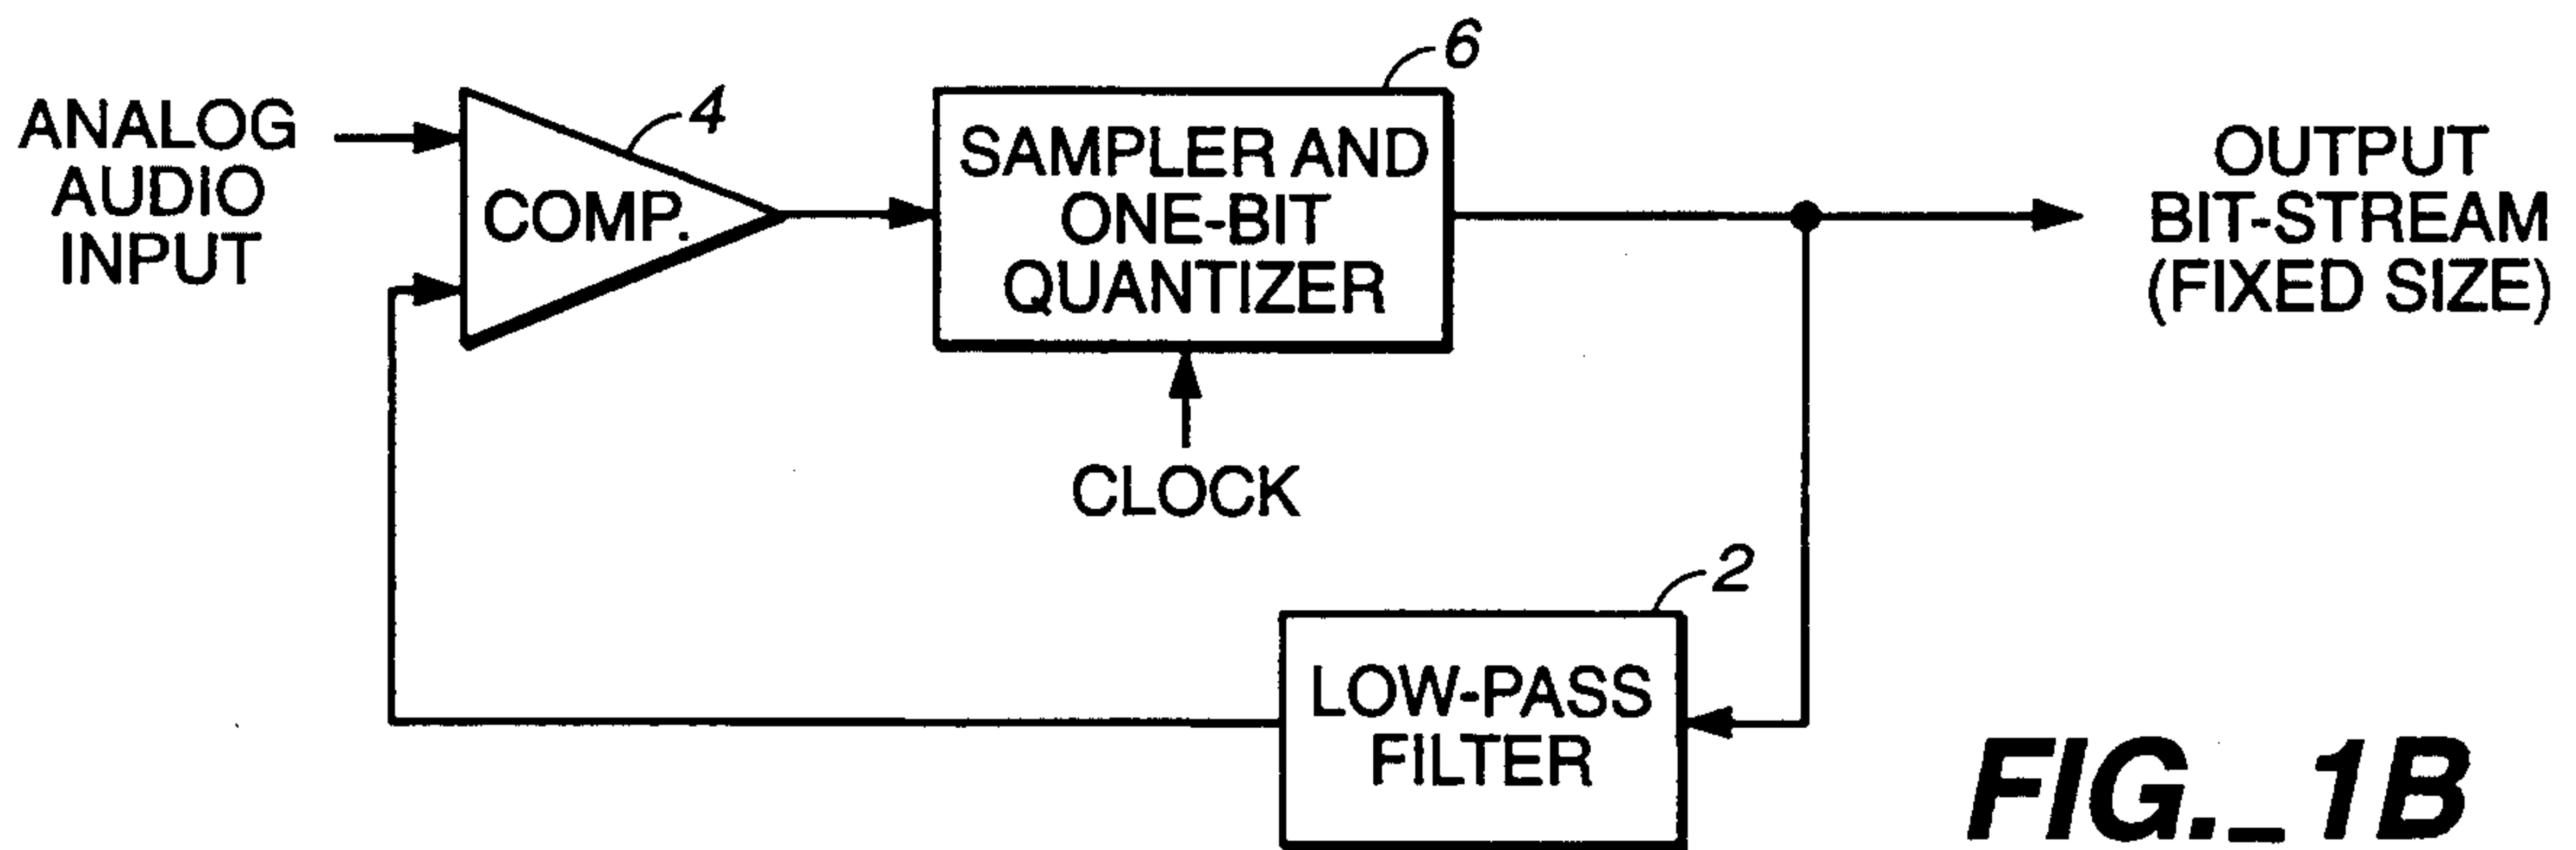 ANALOG
AUDIO
INPUT
COMP.
4
SAMPLER AND
ONE-BIT
QUANTIZER
6
OUTPUT
BIT-STREAM
(FIXED SIZE)
CLOCK
2
LOW-PASS
FILTER
FIG._1B